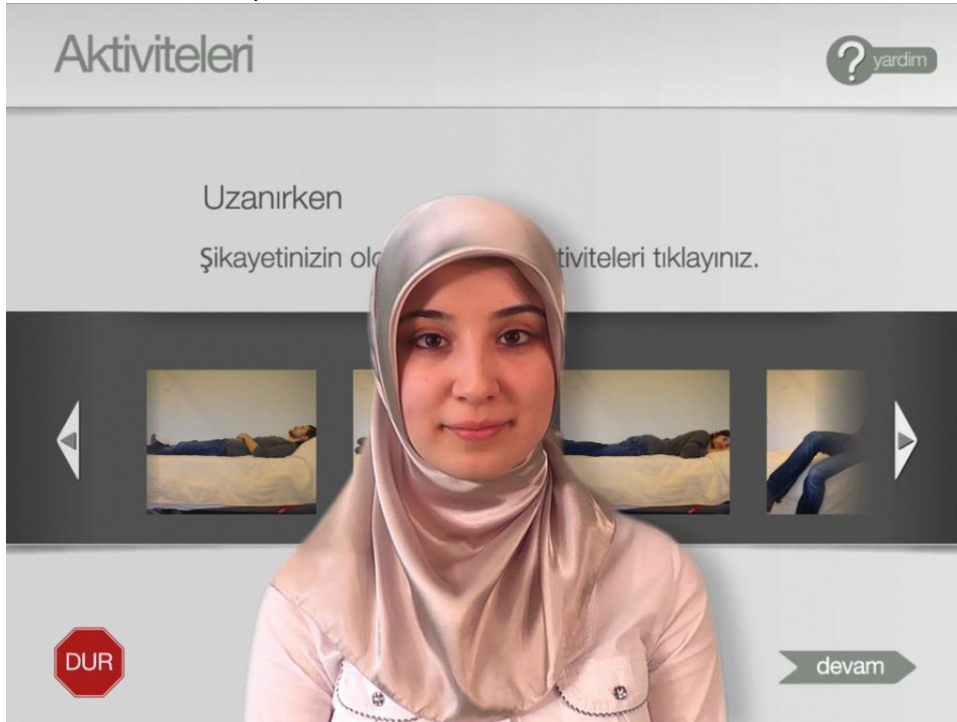 Aktiviteleri
? yardim
Uzanırken
Şikayetinizin tıklayınız.
DUR
devam